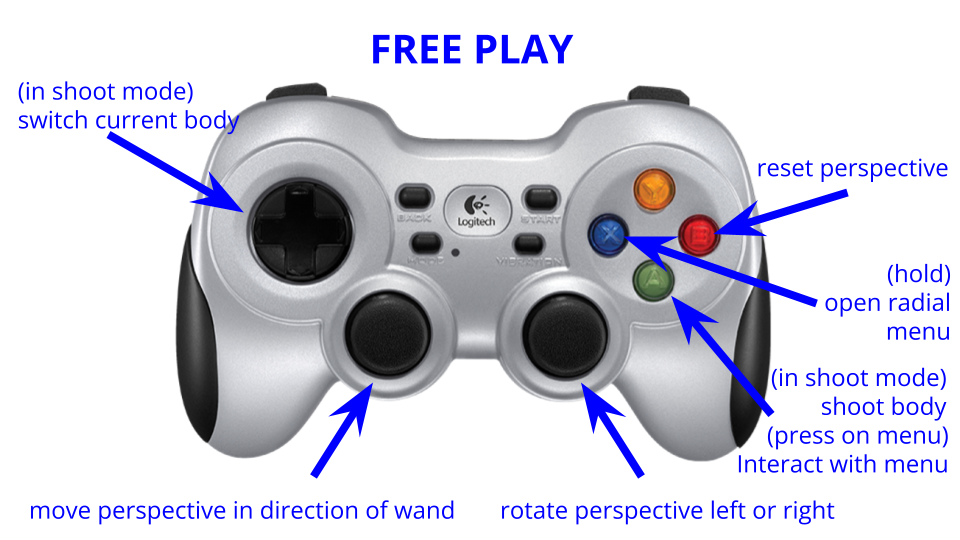 FREE PLAY
(in shoot mode)
switch current body
reset perspective
Y
BACK
START
Logitech
X
B
MODE
VIBRATION
A
(hold)
open radial
menu
(in shoot mode)
shoot body
(press on menu)
Interact with menu
move perspective in direction of wand
rotate perspective left or right